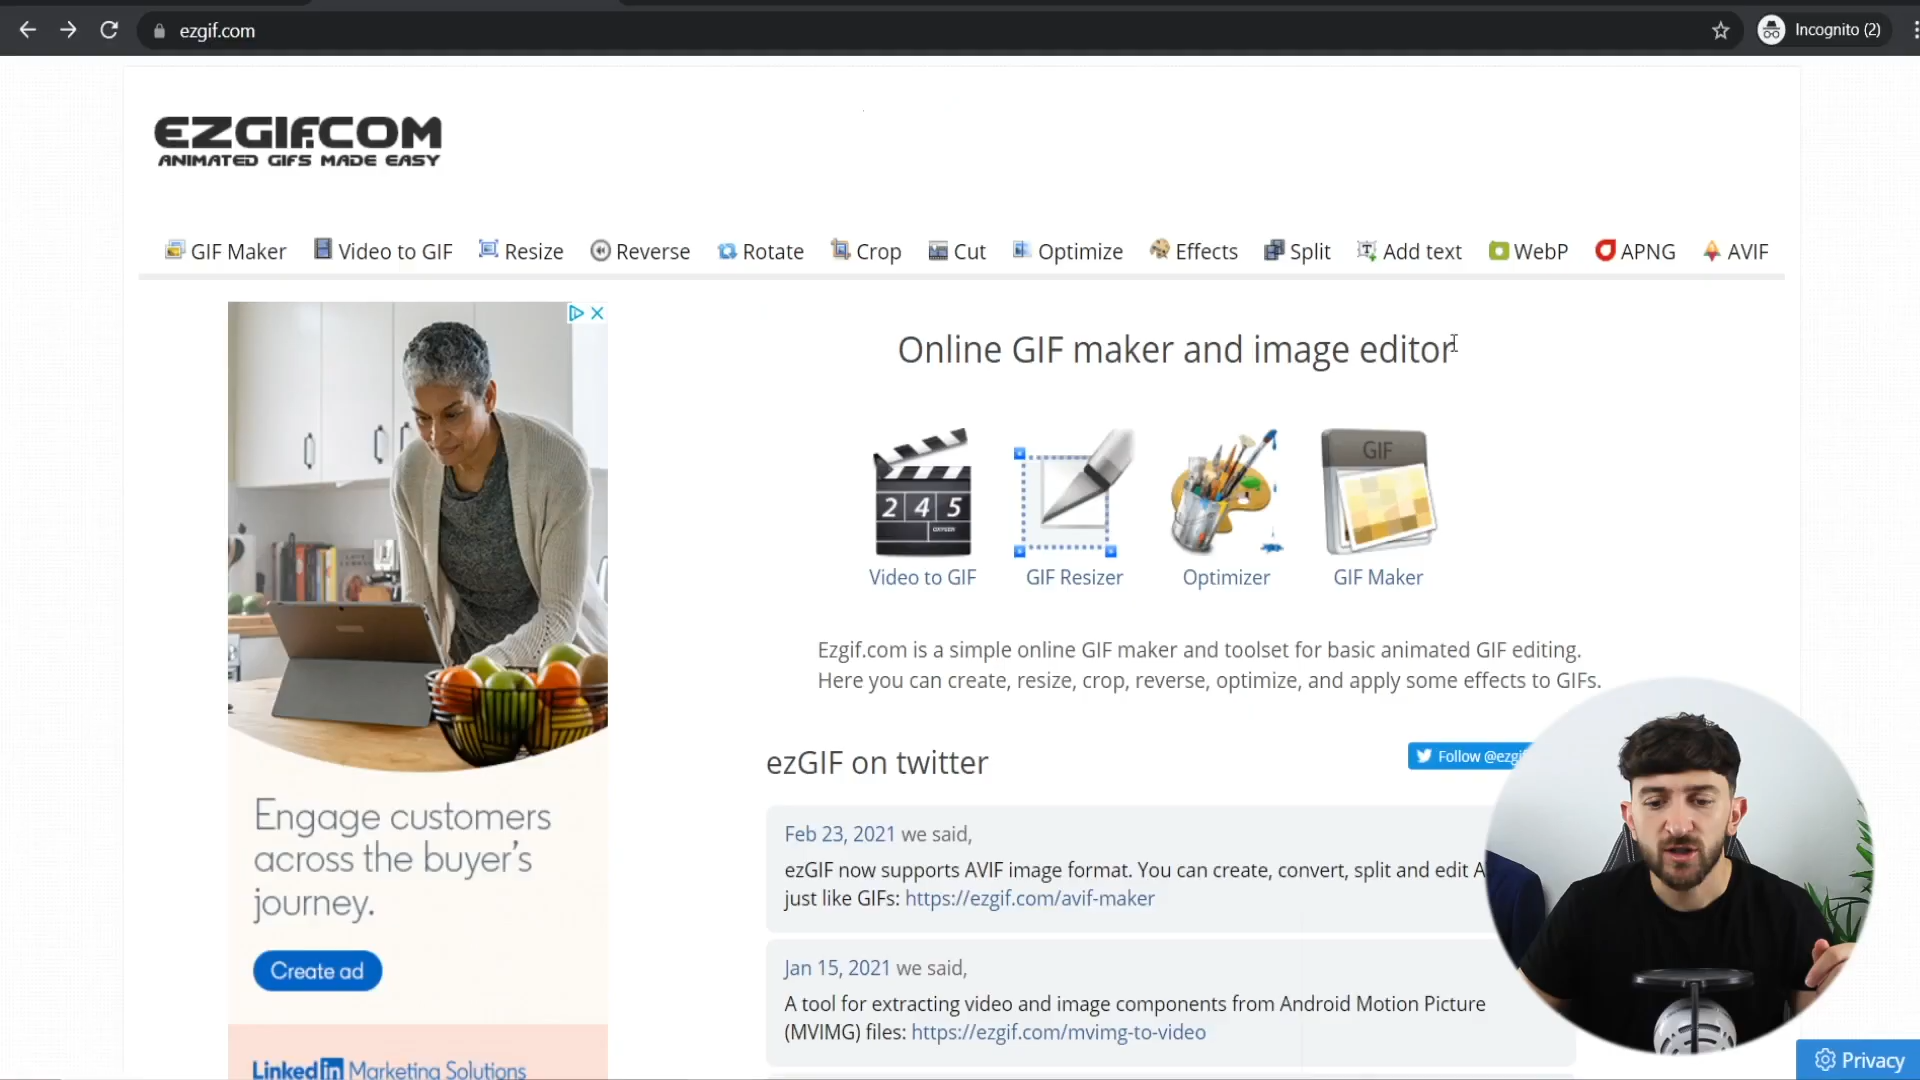 ezgif.com
Incognito (2)
EZGIF.COM
ANIMATED GIFS MADE EASY
GIF Maker Video to GIF Resize Reverse Rotate Crop Cut Optimize Effects Split Add text WebP APNG AVIF
Online GIF maker and image editor
2 4 5
GIF
Video to GIF GIF Resizer Optimizer GIF Maker
Ezgif.com is a simple online GIF maker and toolset for basic animated GIF editing.
Here you can create, resize, crop, reverse, optimize, and apply some effects to GIFs.
ezGIF on twitter
Follow @ezgif
Feb 23, 2021 we said,
ezGIF now supports AVIF image format. You can create, convert, split and edit A
just like GIFs: https://ezgif.com/avif-maker
Jan 15, 2021 we said,
A tool for extracting video and image components from Android Motion Picture
(MVIMG) files: https://ezgif.com/mvimg-to-video
Engage customers
across the buyer's
journey.
Create ad
LinkedIn Marketing Solutions
Privacy